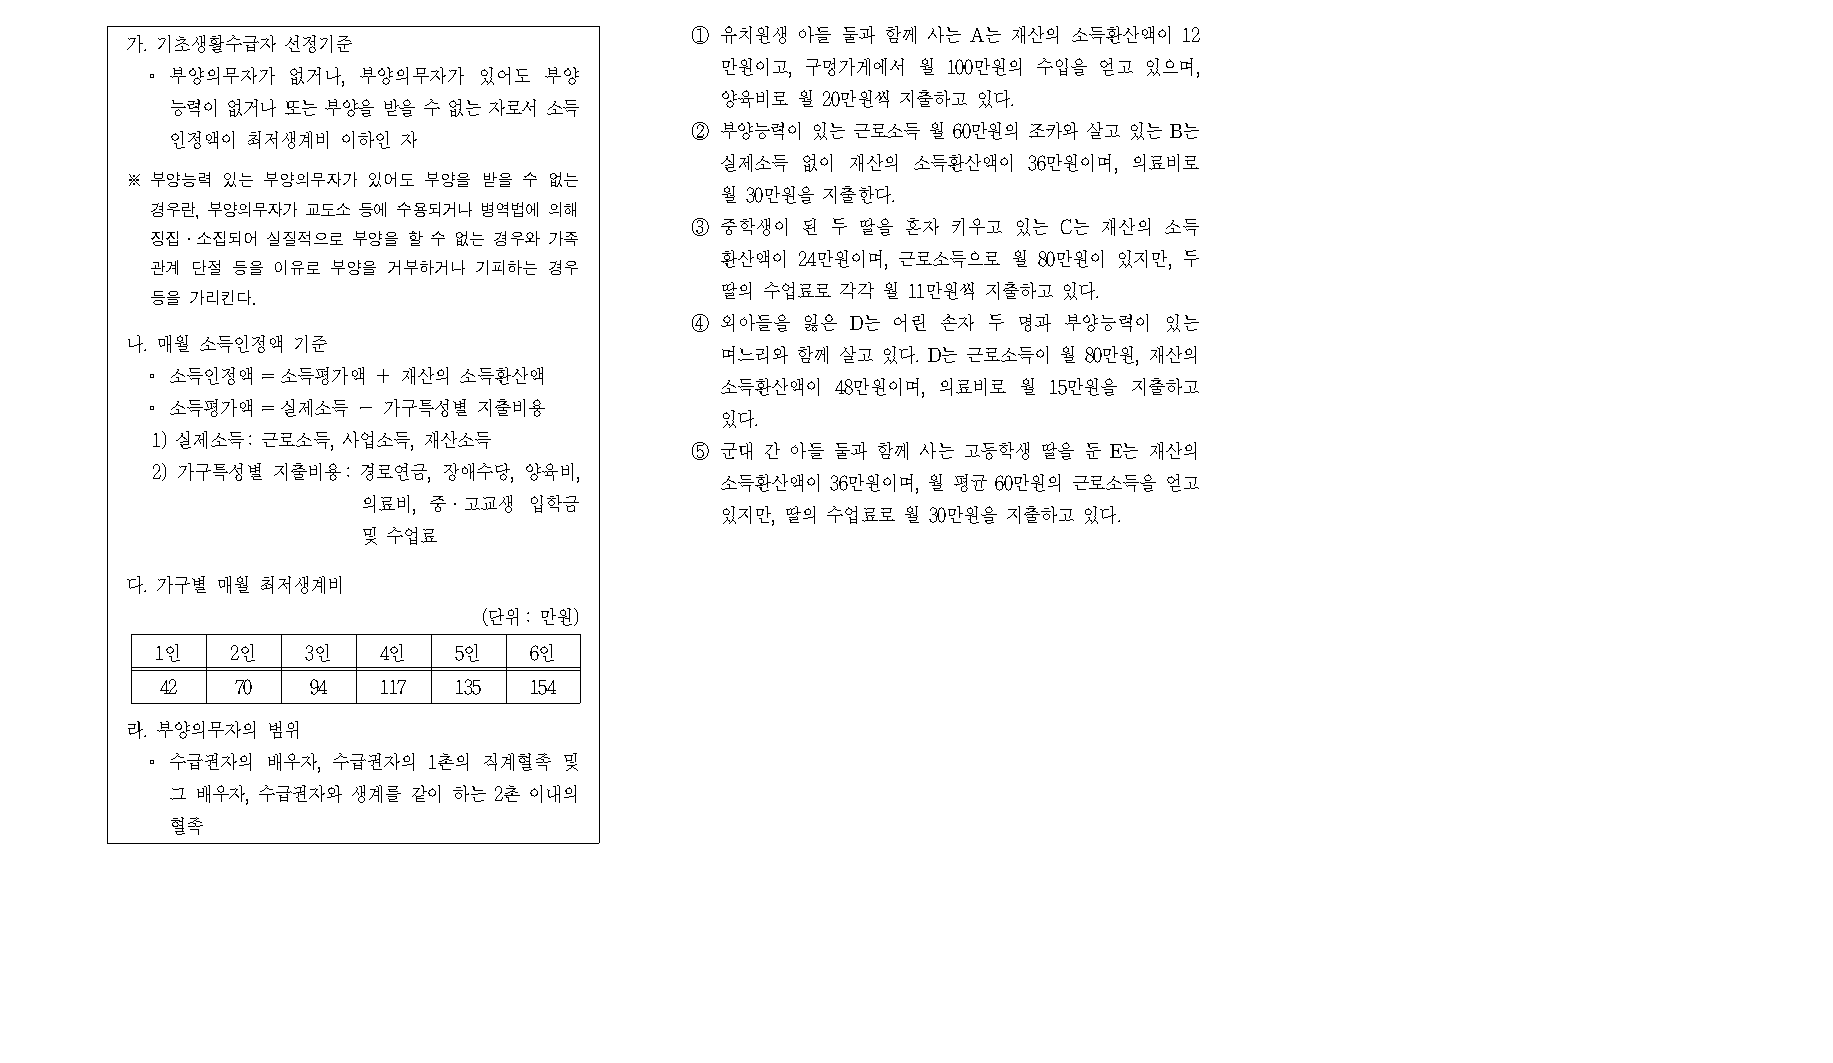 가. 기초생활수급자 선정기준
◦ 부양의무자가 없거나, 부양의무자가 있어도 부양
능력이 없거나 또는 부양을 받을 수 없는 자로서 소득
인정액이 최저생계비 이하인 자
※ 부양능력 있는 부양의무자가 있어도 부양을 받을 수 없는
경우란, 부양의무자가 교도소 등에 수용되거나 병역법에 의해
징집·소집되어 실질적으로 부양을 할 수 없는 경우와 가족
관계 단절 등을 이유로 부양을 거부하거나 기피하는 경우
등을 가리킨다.
나. 매월 소득인정액 기준
◦ 소득인정액 = 소득평가액 + 재산의 소득환산액
◦ 소득평가액 = 실제소득 - 가구특성별 지출비용
1) 실제소득 : 근로소득, 사업소득, 재산소득
2) 가구특성별 지출비용 : 경로연금, 장애수당, 양육비,
의료비, 중·고교생 입학금
및 수업료
다. 가구별 매월 최저생계비
(단위 : 만원)
1인 2인 3인 4인 5인 6인
42 70 94 117 135 154
라. 부양의무자의 범위
◦ 수급권자의 배우자, 수급권자의 1촌의 직계혈족 및
그 배우자, 수급권자와 생계를 같이 하는 2촌 이내의
혈족
① 유치원생 아들 둘과 함께 사는 A는 재산의 소득환산액이 12
만원이고, 구멍가게에서 월 100만원의 수입을 얻고 있으며,
양육비로 월 20만원씩 지출하고 있다.
② 부양능력이 있는 근로소득 월 60만원의 조카와 살고 있는 B는
실제소득 없이 재산의 소득환산액이 36만원이며, 의료비로
월 30만원을 지출한다.
③ 중학생이 된 두 딸을 혼자 키우고 있는 C는 재산의 소득
환산액이 24만원이며, 근로소득으로 월 80만원이 있지만, 두
딸의 수업료로 각각 월 11만원씩 지출하고 있다.
④ 외아들을 잃은 D는 어린 손자 두 명과 부양능력이 있는
며느리와 함께 살고 있다. D는 근로소득이 월 80만원, 재산의
소득환산액이 48만원이며, 의료비로 월 15만원을 지출하고
있다.
⑤ 군대 간 아들 둘과 함께 사는 고등학생 딸을 둔 E는 재산의
소득환산액이 36만원이며, 월 평균 60만원의 근로소득을 얻고
있지만, 딸의 수업료로 월 30만원을 지출하고 있다.